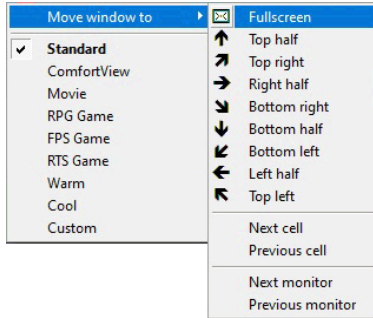 Move window to
Standard
ComfortView
Movie
RPG Game
FPS Game
RTS Game
Warm
Cool
Custom
Fullscreen
Top half
Top right
Right half
Bottom right
Bottom half
Bottom left
Left half
Top left
Next cell
Previous cell
Next monitor
Previous monitor